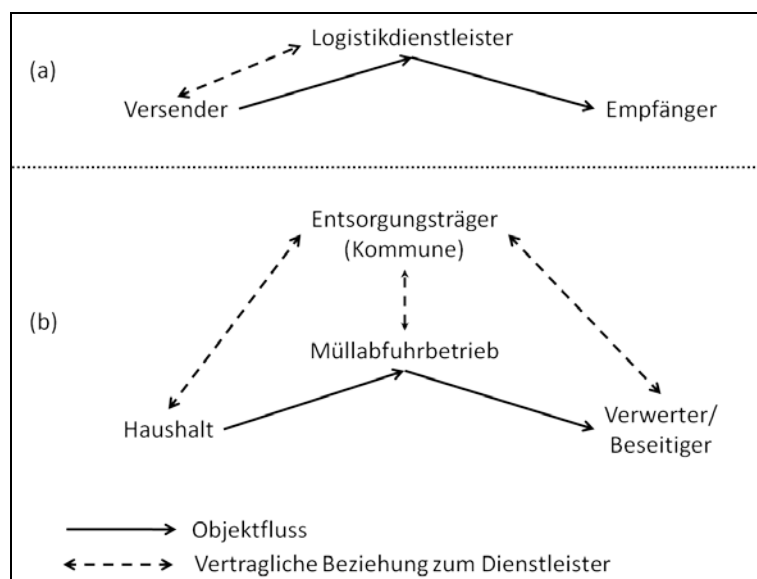 (a)
Logistikdienstleister
Versender
Empfänger
(b)
Entsorgungsträger
(Kommune)
Müllabfuhrbetrieb
Haushalt
Verwerter/
Beseitiger
Objektfluss
Vertragliche Beziehung zum Dienstleister